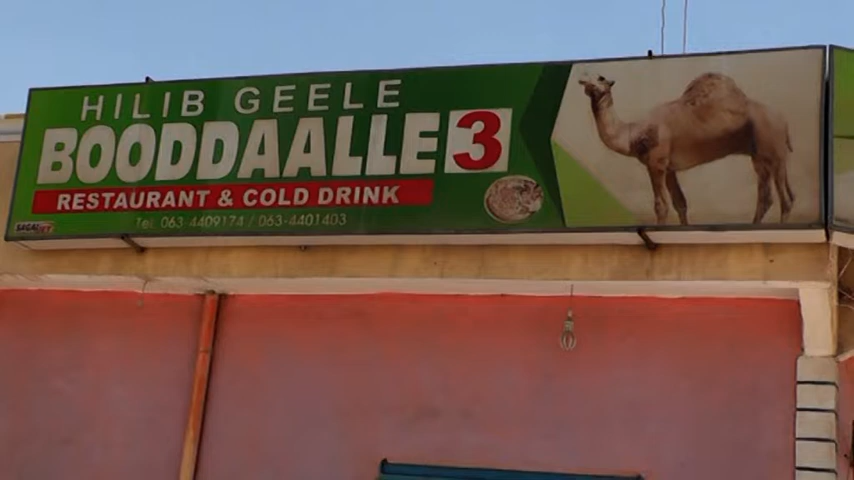 HILIB GEELE
BOODDAALLE 3
RESTAURANT & COLD DRINK
Tel: 063-4409174 / 063-4401403